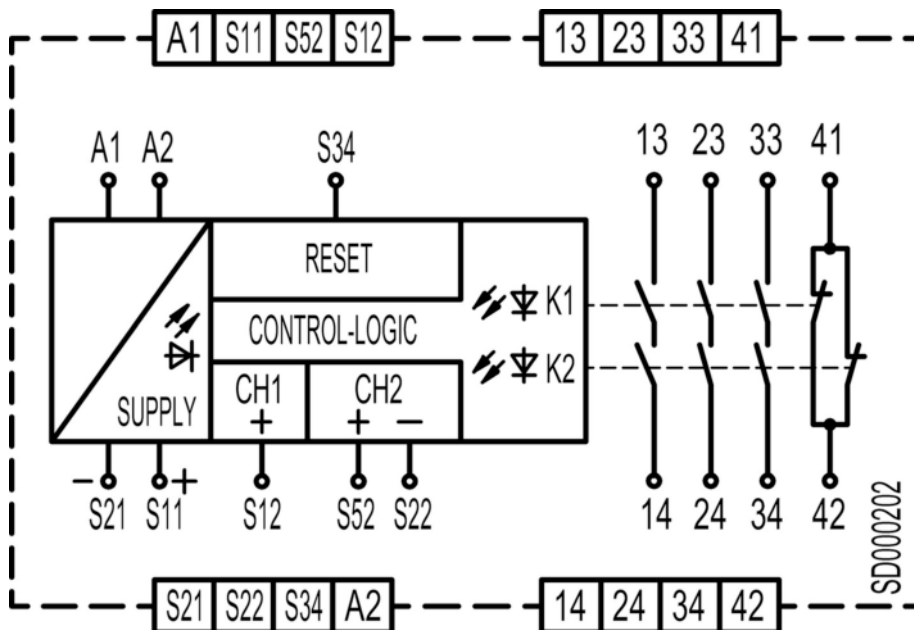 A1 S11 S52 S12 13 23 33 41
A1 A2 S34 13 23 33 41
RESET
K1
CONTROL-LOGIC
K2
CH1 CH2
SUPPLY + + −
− S21 S11 + S12 S52 S22 14 24 34 42
SD000202
S21 S22 S34 A2 14 24 34 42